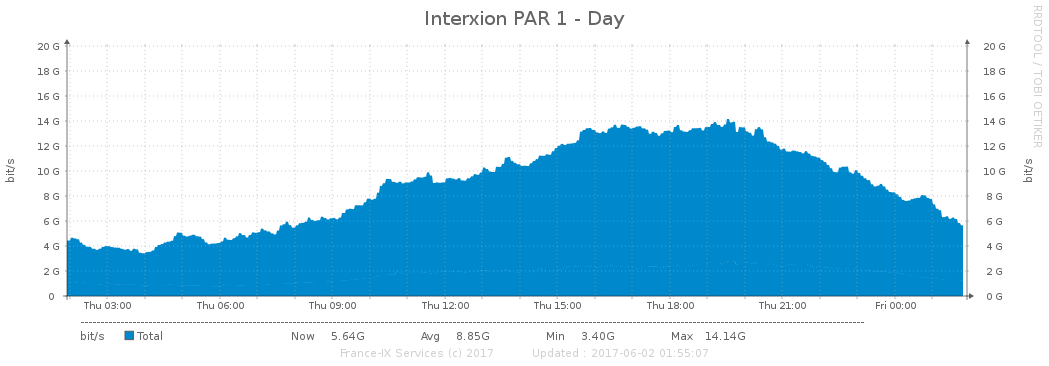 Interxion PAR 1 - Day
RRDTOOL / TOBI OETIKER
20 G 20 G
18 G 18 G
16 G 16 G
14 G 14 G
12 G 12 G
10 G 10 G
8 G 8 G
6 G 6 G
4 G 4 G
2 G 2 G
0 0 G
bit/s
bit/s
Thu 03:00 Thu 06:00 Thu 09:00 Thu 12:00 Thu 15:00 Thu 18:00 Thu 21:00 Fri 00:00
bit/s Total Now 5.64G Avg 8.85G Min 3.40G Max 14.14G
France-IX Services (c) 2017 Updated : 2017-06-02 01:55:07